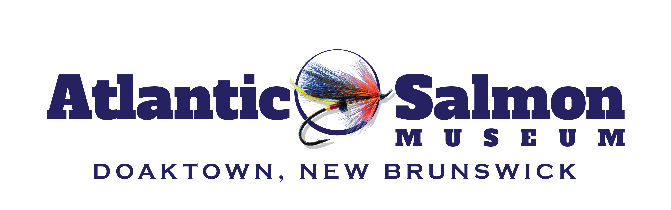 Atlantic Salmon
MUSEUM
DOAKTOWN, NEW BRUNSWICK